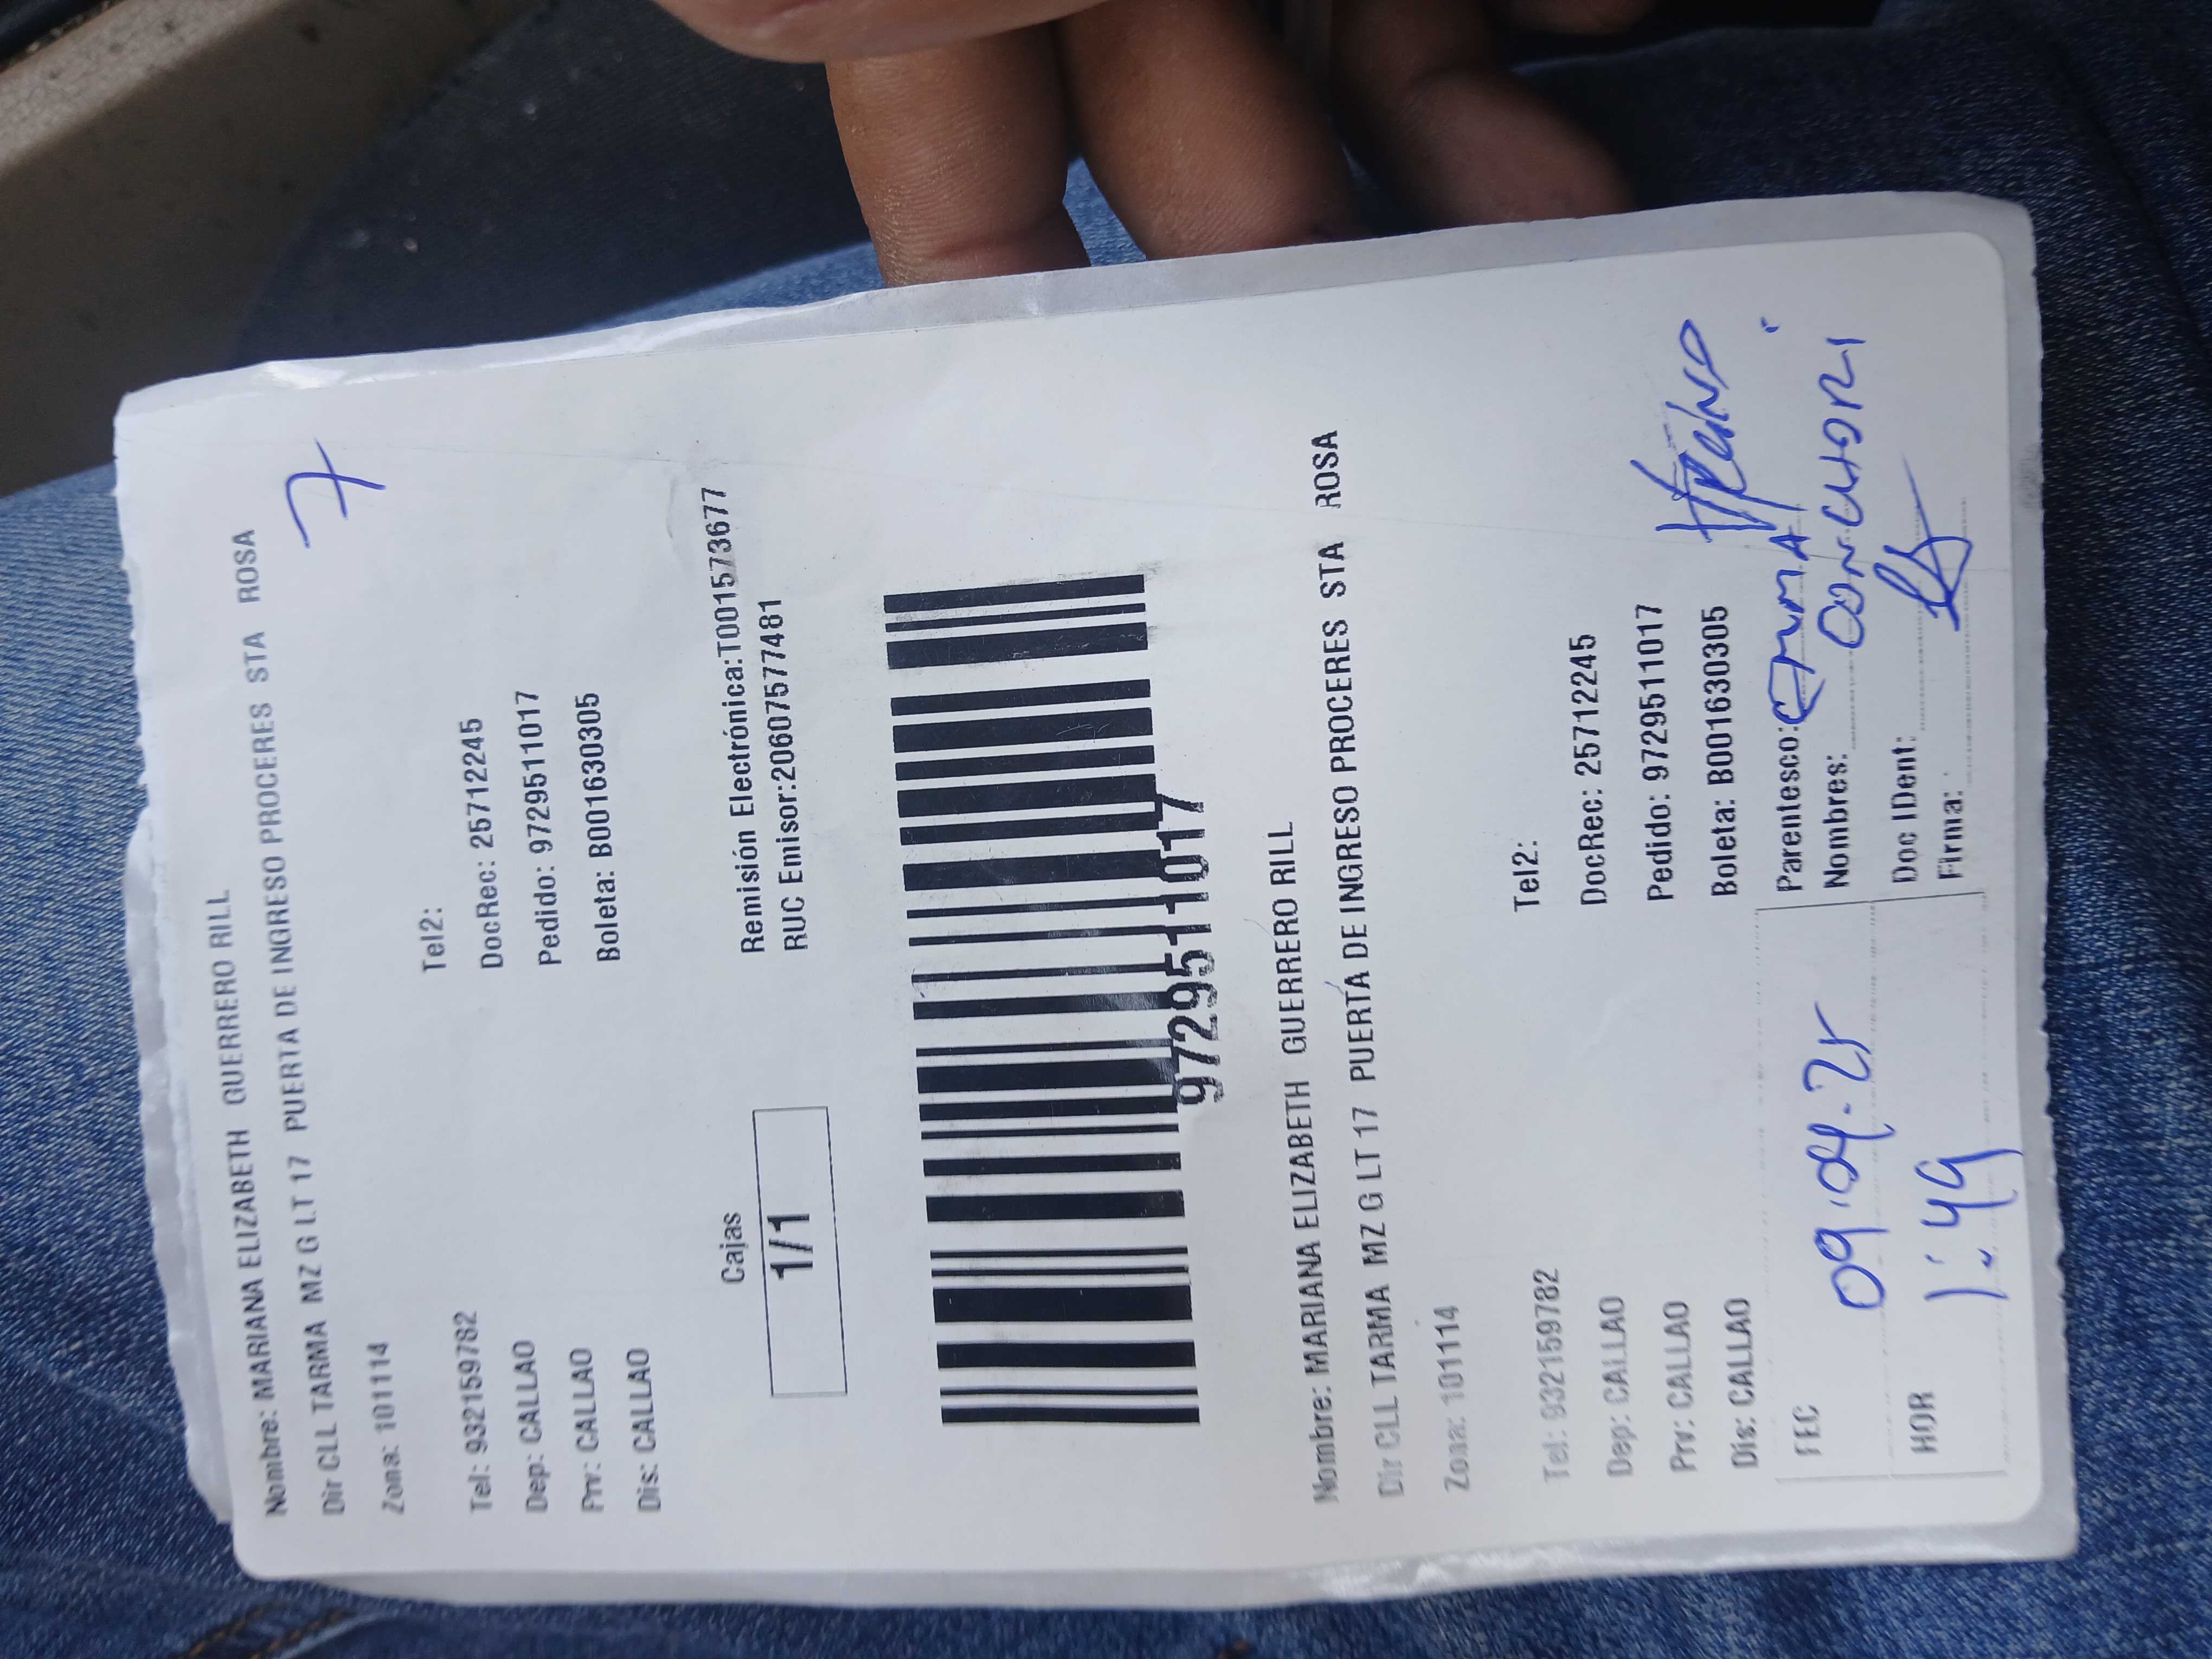 Nombre: MARIANA ELIZABETH GUERRERO RILL
Dir CLL TARMA MZ G LT 17 PUERTA DE INGRESO PROCERES STA ROSA
7
Zona: 101114
Tel2:
Tel: 932159782
DocRec: 25712245
Dep: CALLAO
Pedido: 9729511017
Prv: CALLAO
Boleta: B001630305
Dis: CALLAO
Cajas
1/1
Remisión Electrónica:T001573677
RUC Emisor:20607577481
9729511017
Nombre: MARIANA ELIZABETH GUERRERO RILL
Dir CLL TARMA MZ G LT 17 PUERTA DE INGRESO PROCERES STA ROSA
Zona: 101114
Tel2:
Tel: 932159782
DocRec: 25712245
Dep: CALLAO
Pedido: 9729511017
Prv: CALLAO
Boleta: B001630305
Dis: CALLAO
Parentesco:
FEC 09.04.25
Nombres:
HOR 1:49
Doc IDent:
Firma: